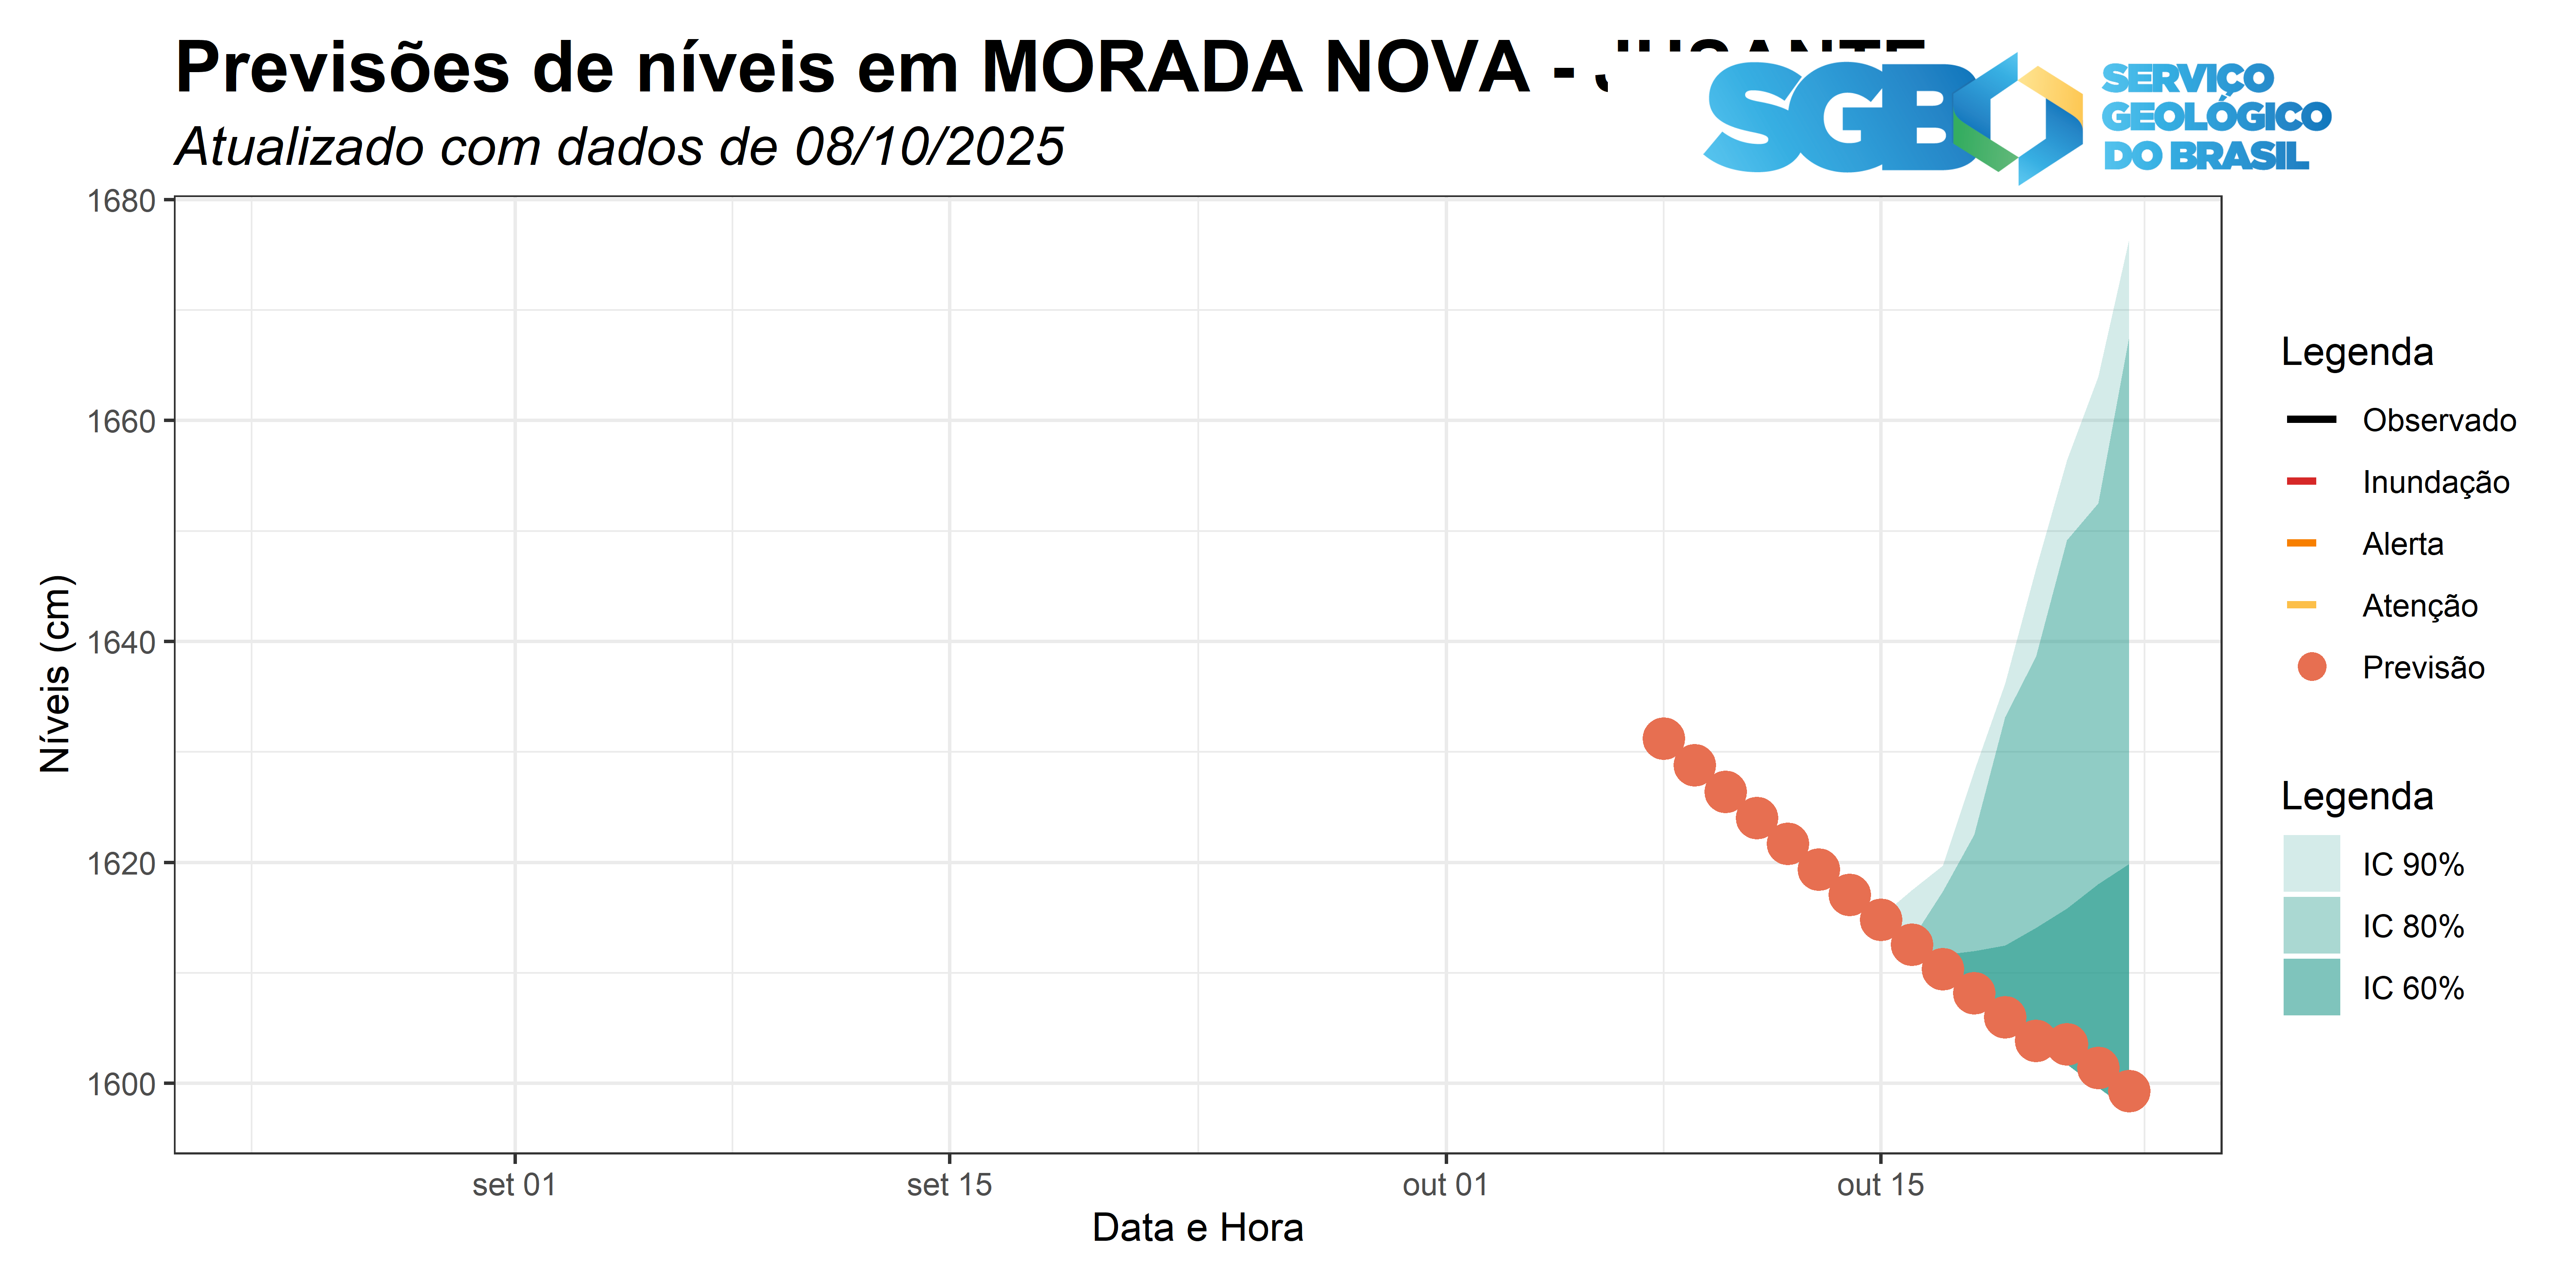 Previsões de níveis em MORADA NOVA -
Atualizado com dados de 08/10/2025
SGB
SERVIÇO
GEOLÓGICO
DO BRASIL
Níveis (cm)
1680
1660
1640
1620
1600
set 01
set 15
out 01
out 15
Data e Hora
Legenda
Observado
Inundação
Alerta
Atenção
Previsão
Legenda
IC 90%
IC 80%
IC 60%